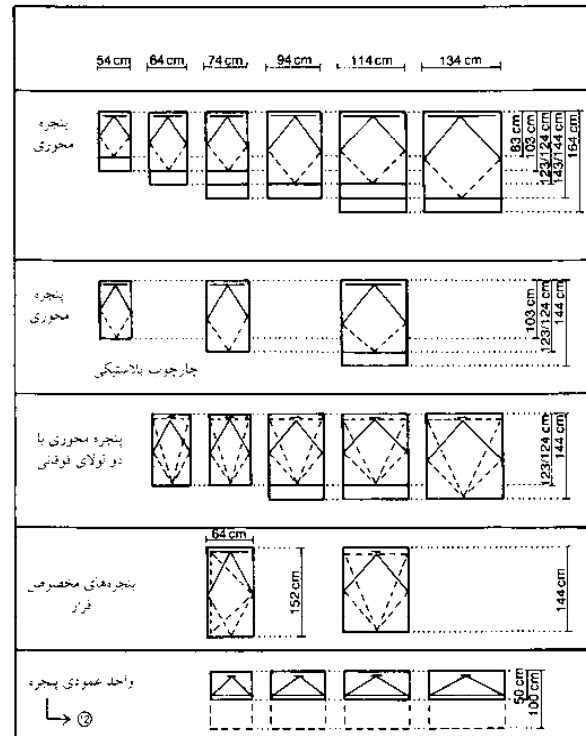 54 cm 64 cm 74 cm 94 cm 114 cm 134 cm
پنجره
محوری
83 cm
103 cm
123/124 cm
143/144 cm
164 cm
پنجره
محوری
چارچوب پلاستیکی
103 cm
123/124 cm
144 cm
پنجره محوری با
دو لولای فوقانی
123/124 cm
144 cm
64 cm
پنجره‌های مخصوص
فرار
152 cm
144 cm
واحد عمودی پنجره
50 cm
100 cm